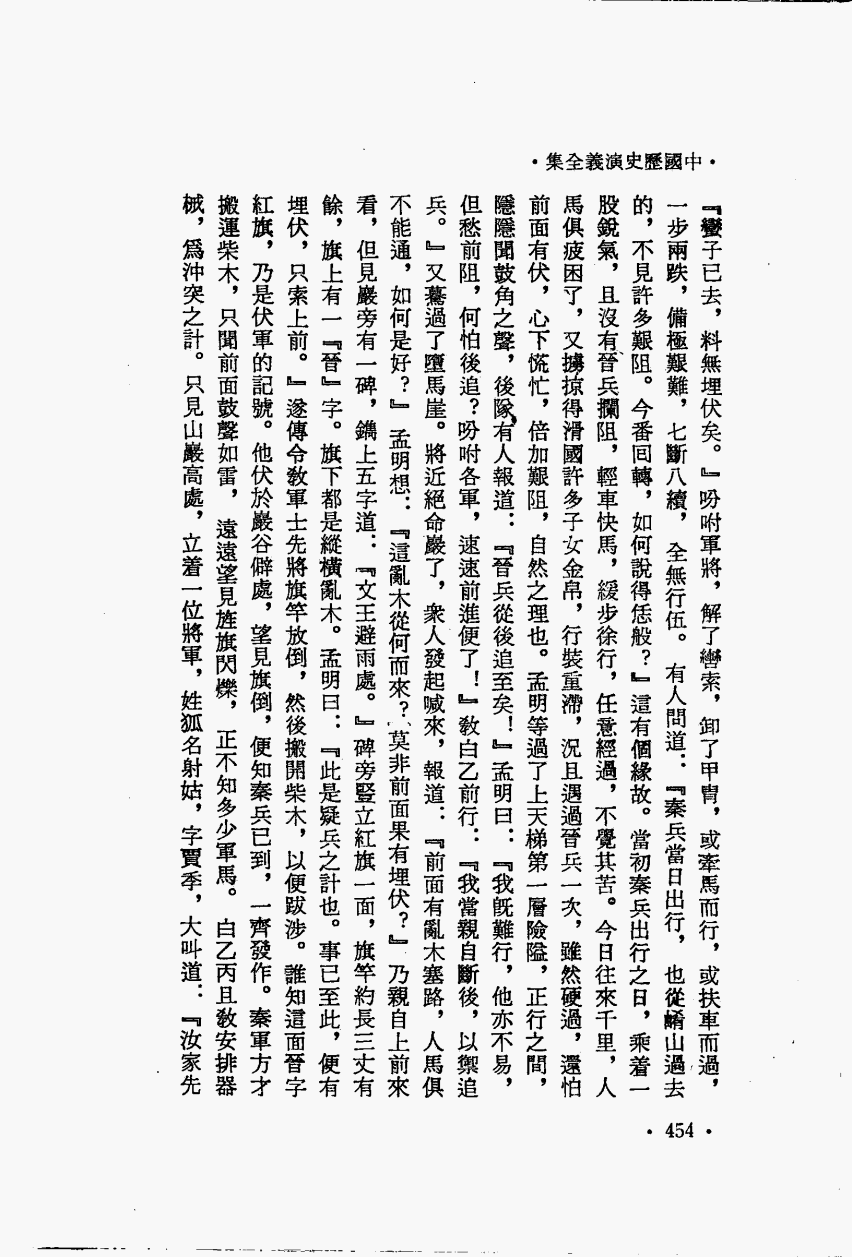 ·中國歷史演義全集·
『蠻子已去，料無埋伏矣。』吩咐軍將，解了轡索，卸了甲冑，或牽馬而行，或扶車而過，
一步兩跌，備極艱難，七斷八續，全無行伍。有人問道：『秦兵當日出行，也從崤山過去
的，不見許多艱阻。今番囘轉，如何說得恁般？』這有個緣故。當初秦兵出行之日，乘着一
股銳氣，且沒有晉兵攔阻，輕車快馬，緩步徐行，任意經過，不覺其苦。今日往來千里，人
馬俱疲困了，又擄掠得滑國許多子女金帛，行裝重滯，況且遇過晉兵一次，雖然硬過，還怕
前面有伏，心下慌忙，倍加艱阻，自然之理也。孟明等過了上天梯第一層險隘，正行之間，
隱隱聞鼓角之聲，後隊有人報道：『晉兵從後追至矣！』孟明曰：『我旣難行，他亦不易，
但愁前阻，何怕後追？吩咐各軍，速速前進便了！』敎白乙前行：『我當親自斷後，以禦追
兵。』又驀過了墮馬崖。將近絕命巖了，衆人發起喊來，報道：『前面有亂木塞路，人馬俱
不能通，如何是好？』孟明想：『這亂木從何而來？莫非前面果有埋伏？』乃親自上前來
看，但見巖旁有一碑，鐫上五字道：『文王避雨處。』碑旁豎立紅旗一面，旗竿約長三丈有
餘，旗上有一『晉』字。旗下都是縱橫亂木。孟明曰：『此是疑兵之計也。事已至此，便有
埋伏，只索上前。』遂傳令敎軍士先將旗竿放倒，然後搬開柴木，以便跋涉。誰知這面晉字
紅旗，乃是伏軍的記號。他伏於巖谷僻處，望見旗倒，便知秦兵已到，一齊發作。秦軍方才
搬運柴木，只聞前面鼓聲如雷，遠遠望見旌旗閃爍，正不知多少軍馬。白乙丙且敎安排器
械，爲沖突之計。只見山巖高處，立着一位將軍，姓狐名射姑，字賈季，大叫道：『汝家先
·454·